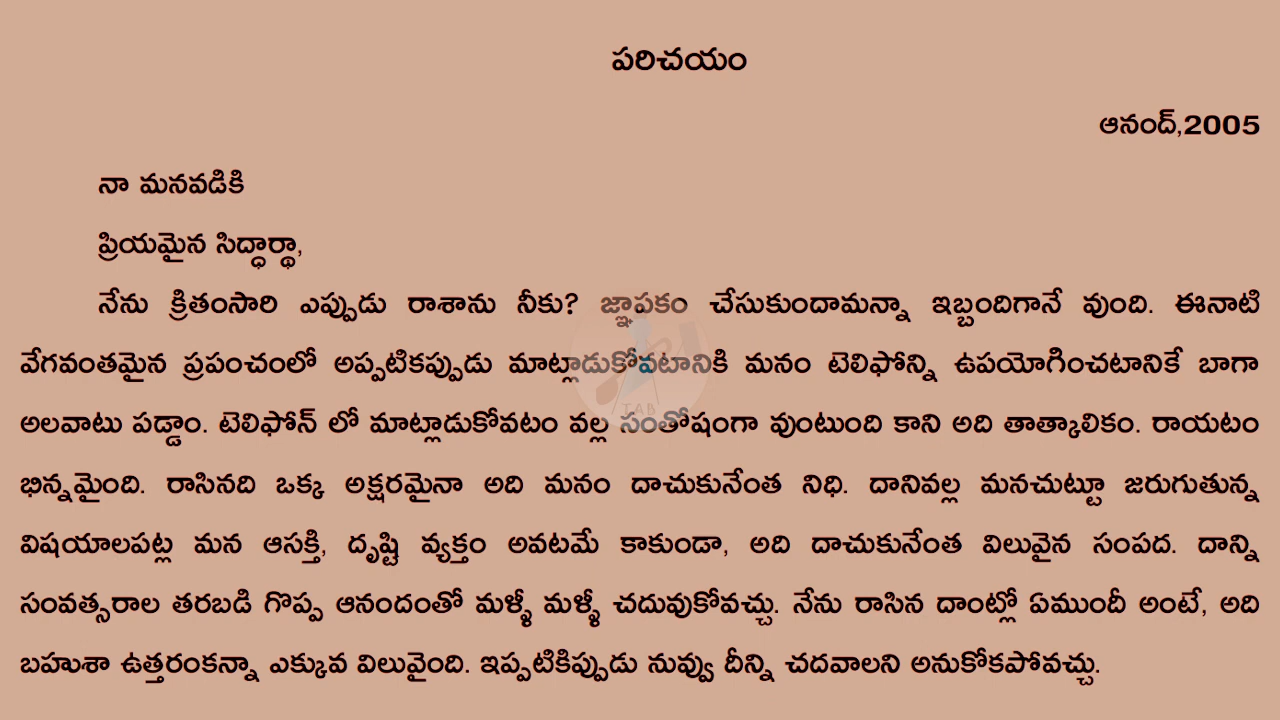 పరిచయం
ఆనంద్,2005
నా మనవడికి
ప్రియమైన సిద్ధార్థా,
నేను క్రితంసారి ఎప్పుడు రాశాను నీకు? జ్ఞాపకం చేసుకుందామన్నా ఇబ్బందిగానే వుంది. ఈనాటి
వేగవంతమైన ప్రపంచంలో అప్పటికప్పుడు మాట్లాడుకోవటానికి మనం టెలిఫోన్ని ఉపయోగించటానికే బాగా
అలవాటు పడ్డాం. టెలిఫోన్ లో మాట్లాడుకోవటం వల్ల సంతోషంగా వుంటుంది కాని అది తాత్కాలికం. రాయటం
భిన్నమైంది. రాసినది ఒక్క అక్షరమైనా అది మనం దాచుకునేంత నిధి. దానివల్ల మనచుట్టూ జరుగుతున్న
విషయాలపట్ల మన ఆసక్తి, దృష్టి వ్యక్తం అవటమే కాకుండా, అది దాచుకునేంత విలువైన సంపద. దాన్ని
సంవత్సరాల తరబడి గొప్ప ఆనందంతో మళ్ళీ మళ్ళీ చదువుకోవచ్చు. నేను రాసిన దాంట్లో ఏముందీ అంటే, అది
బహుశా ఉత్తరంకన్నా ఎక్కువ విలువైంది. ఇప్పటికిప్పుడు నువ్వు దీన్ని చదవాలని అనుకోకపోవచ్చు.
TAB